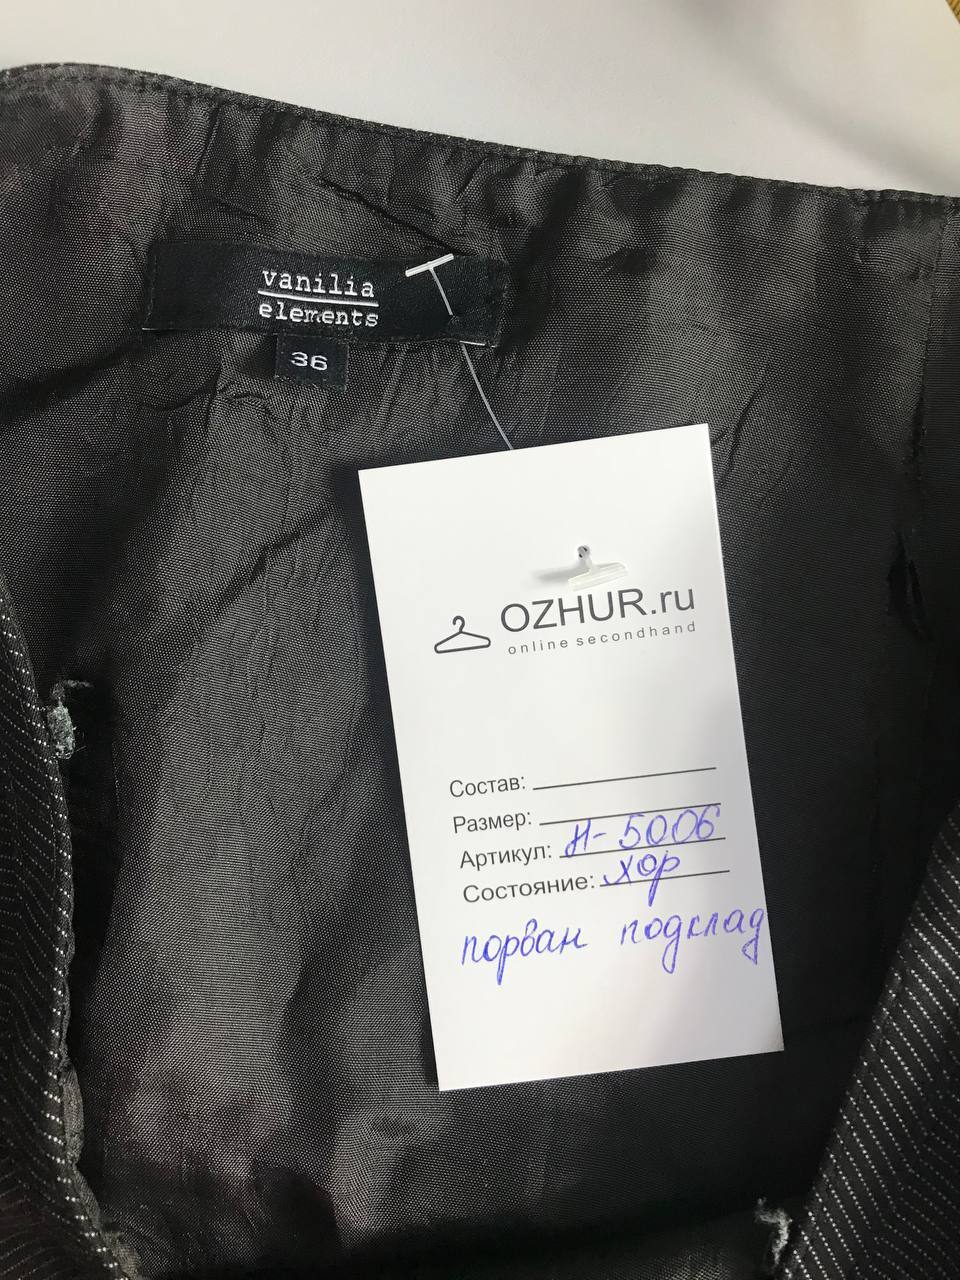 vanilia
elements
36
OZHUR.ru
online secondhand
Состав:
Размер:
Артикул: Н-5006
Состояние: хор
порван подклад